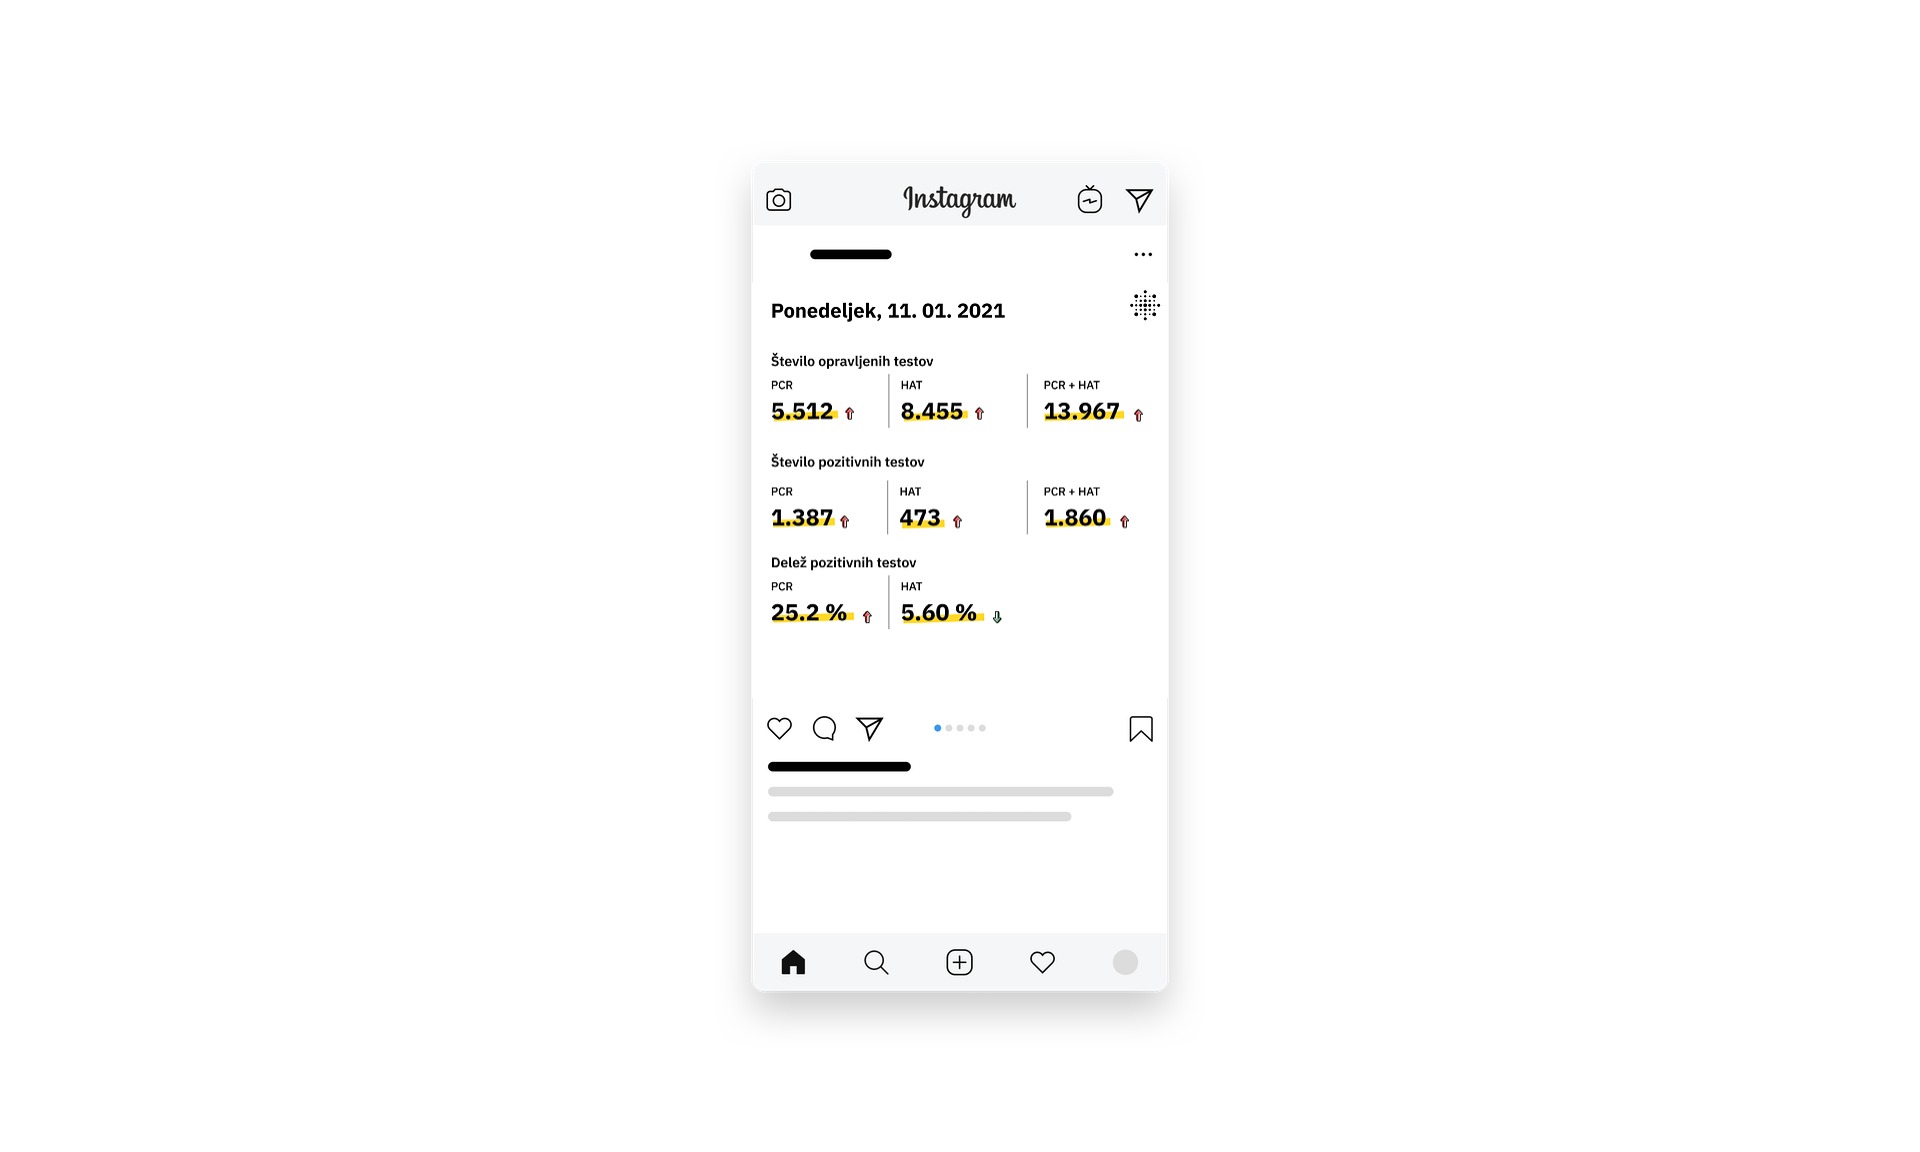 Instagram
Ponedeljek, 11. 01. 2021
Število opravljenih testov
PCR HAT PCR + HAT
5.512 8.455 13.967
Število pozitivnih testov
PCR HAT PCR + HAT
1.387 473 1.860
Delež pozitivnih testov
PCR HAT
25.2 % 5.60 %